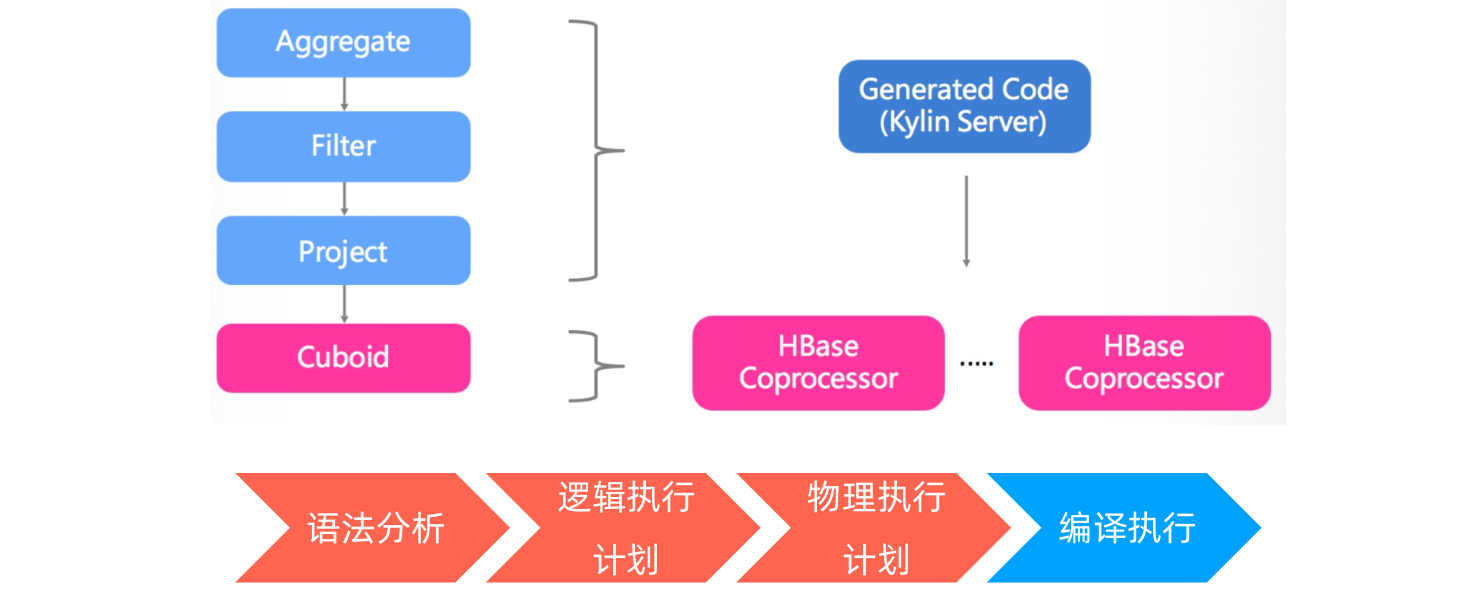 Aggregate
Filter
Project
Cuboid
Generated Code
(Kylin Server)
HBase
Coprocessor
.....
HBase
Coprocessor
语法分析
逻辑执行
计划
物理执行
计划
编译执行